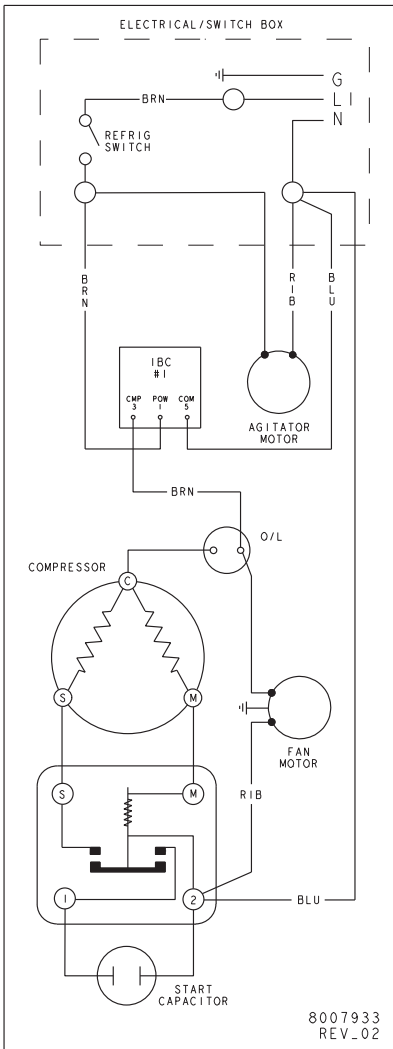 ELECTRICAL/SWITCH BOX
G
BRN
L1
N
REFRIG
SWITCH
BRN
RIB
BLU
IBC
#1
CMP
3
POW
1
COM
5
AGITATOR
MOTOR
BRN
O/L
COMPRESSOR
C
S
M
FAN
MOTOR
S
M
RIB
1
2
BLU
START
CAPACITOR
8007933
REV_02